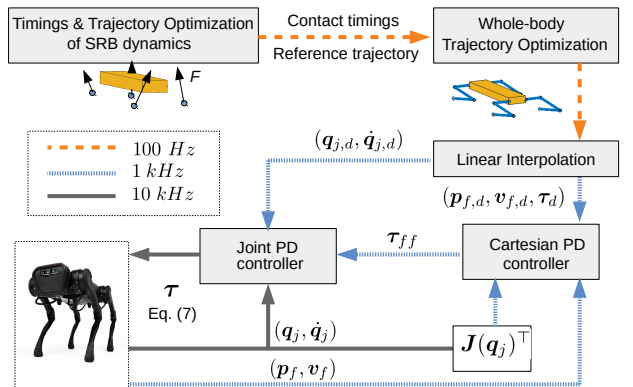 Timings & Trajectory Optimization
of SRB dynamics
Contact timings
Reference trajectory
Whole-body
Trajectory Optimization
F
100 Hz
1 kHz
10 kHz
(q_{j,d}, q̇_{j,d})
Linear Interpolation
(p_{f,d}, v_{f,d}, τ_d)
Joint PD
controller
τ_{ff}
Cartesian PD
controller
τ
Eq. (7)
(q_j, q̇_j)
J(q_j)^⊤
(p_f, v_f)